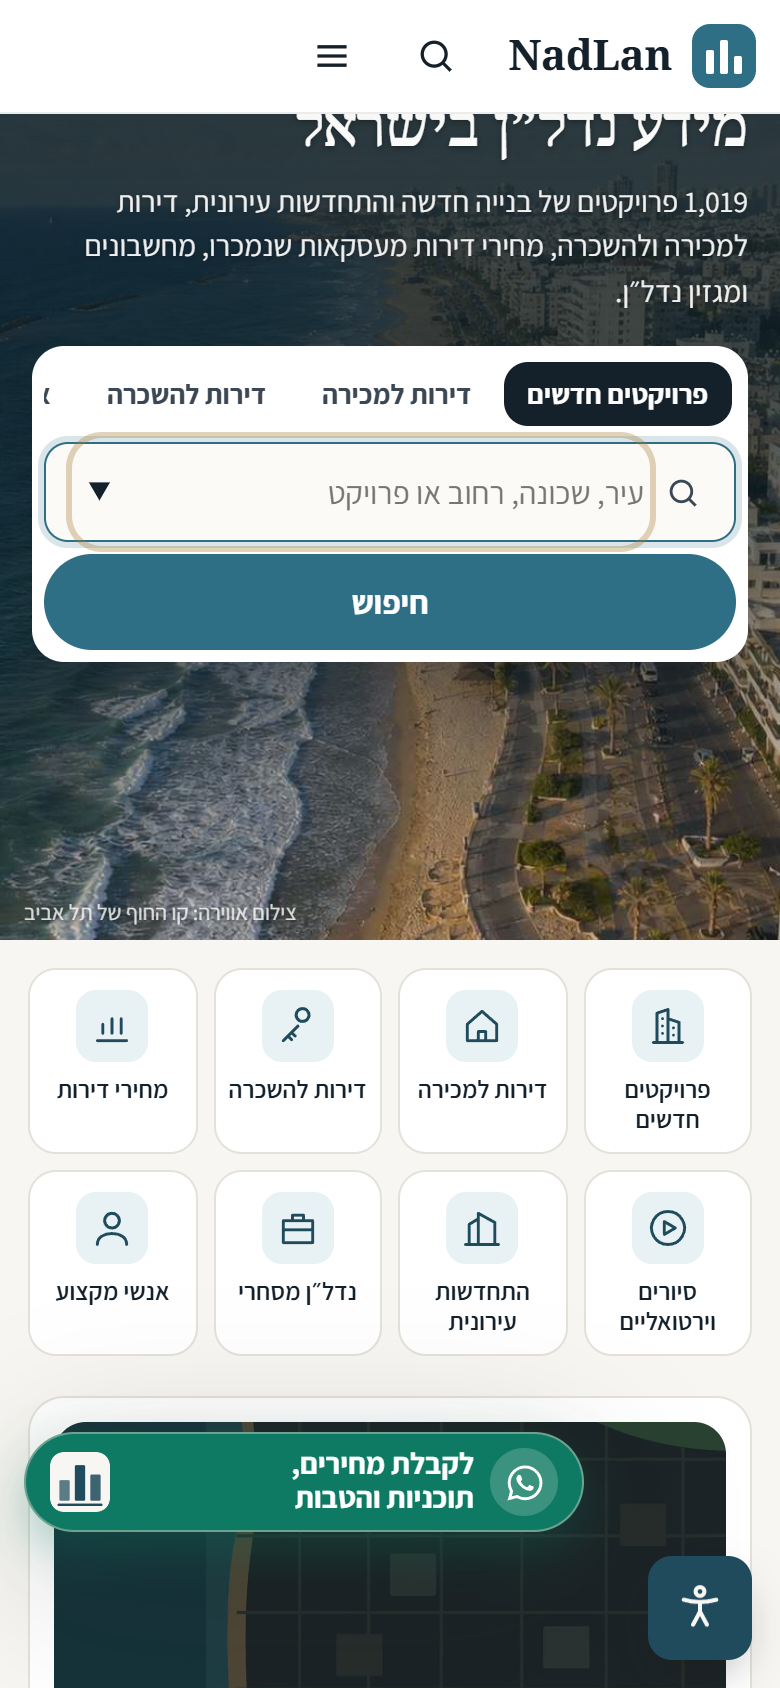 NadLan
מידע נדל״ן בישראל
1,019 פרויקטים של בנייה חדשה והתחדשות עירונית, דירות
למכירה ולהשכרה, מחירי דירות מעסקאות שנמכרו, מחשבונים
ומגזין נדל״ן.
פרויקטים חדשים
דירות למכירה
דירות להשכרה
עיר, שכונה, רחוב או פרויקט
חיפוש
צילום אווירה: קו החוף של תל אביב
פרויקטים
חדשים
דירות למכירה
דירות להשכרה
מחירי דירות
סיורים
וירטואליים
התחדשות
עירונית
נדל״ן מסחרי
אנשי מקצוע
לקבלת מחירים,
תוכניות והטבות